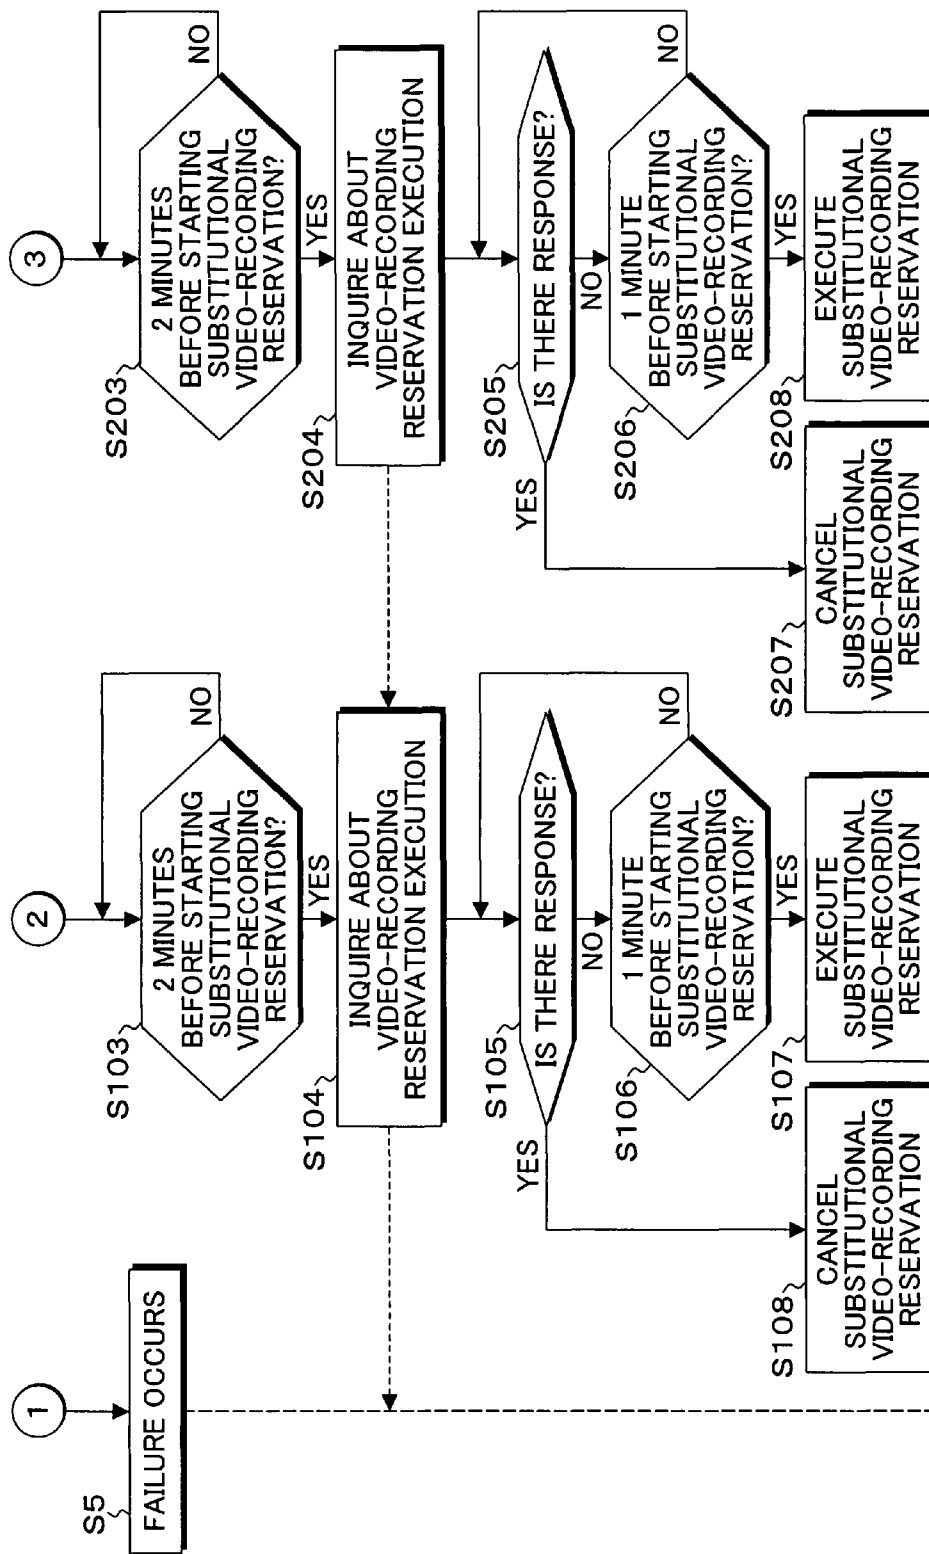 1
S5
FAILURE OCCURS
2
S103
2 MINUTES
BEFORE STARTING
SUBSTITUTIONAL
VIDEO-RECORDING
RESERVATION?
NO
YES
S104
INQUIRE ABOUT
VIDEO-RECORDING
RESERVATION EXECUTION
S105
IS THERE RESPONSE?
YES
NO
S106
1 MINUTE
BEFORE STARTING
SUBSTITUTIONAL
VIDEO-RECORDING
RESERVATION?
NO
YES
S108
CANCEL
SUBSTITUTIONAL
VIDEO-RECORDING
RESERVATION
S107
EXECUTE
SUBSTITUTIONAL
VIDEO-RECORDING
RESERVATION
3
S203
2 MINUTES
BEFORE STARTING
SUBSTITUTIONAL
VIDEO-RECORDING
RESERVATION?
NO
YES
S204
INQUIRE ABOUT
VIDEO-RECORDING
RESERVATION EXECUTION
S205
IS THERE RESPONSE?
YES
NO
S206
1 MINUTE
BEFORE STARTING
SUBSTITUTIONAL
VIDEO-RECORDING
RESERVATION?
NO
YES
S207
CANCEL
SUBSTITUTIONAL
VIDEO-RECORDING
RESERVATION
S208
EXECUTE
SUBSTITUTIONAL
VIDEO-RECORDING
RESERVATION